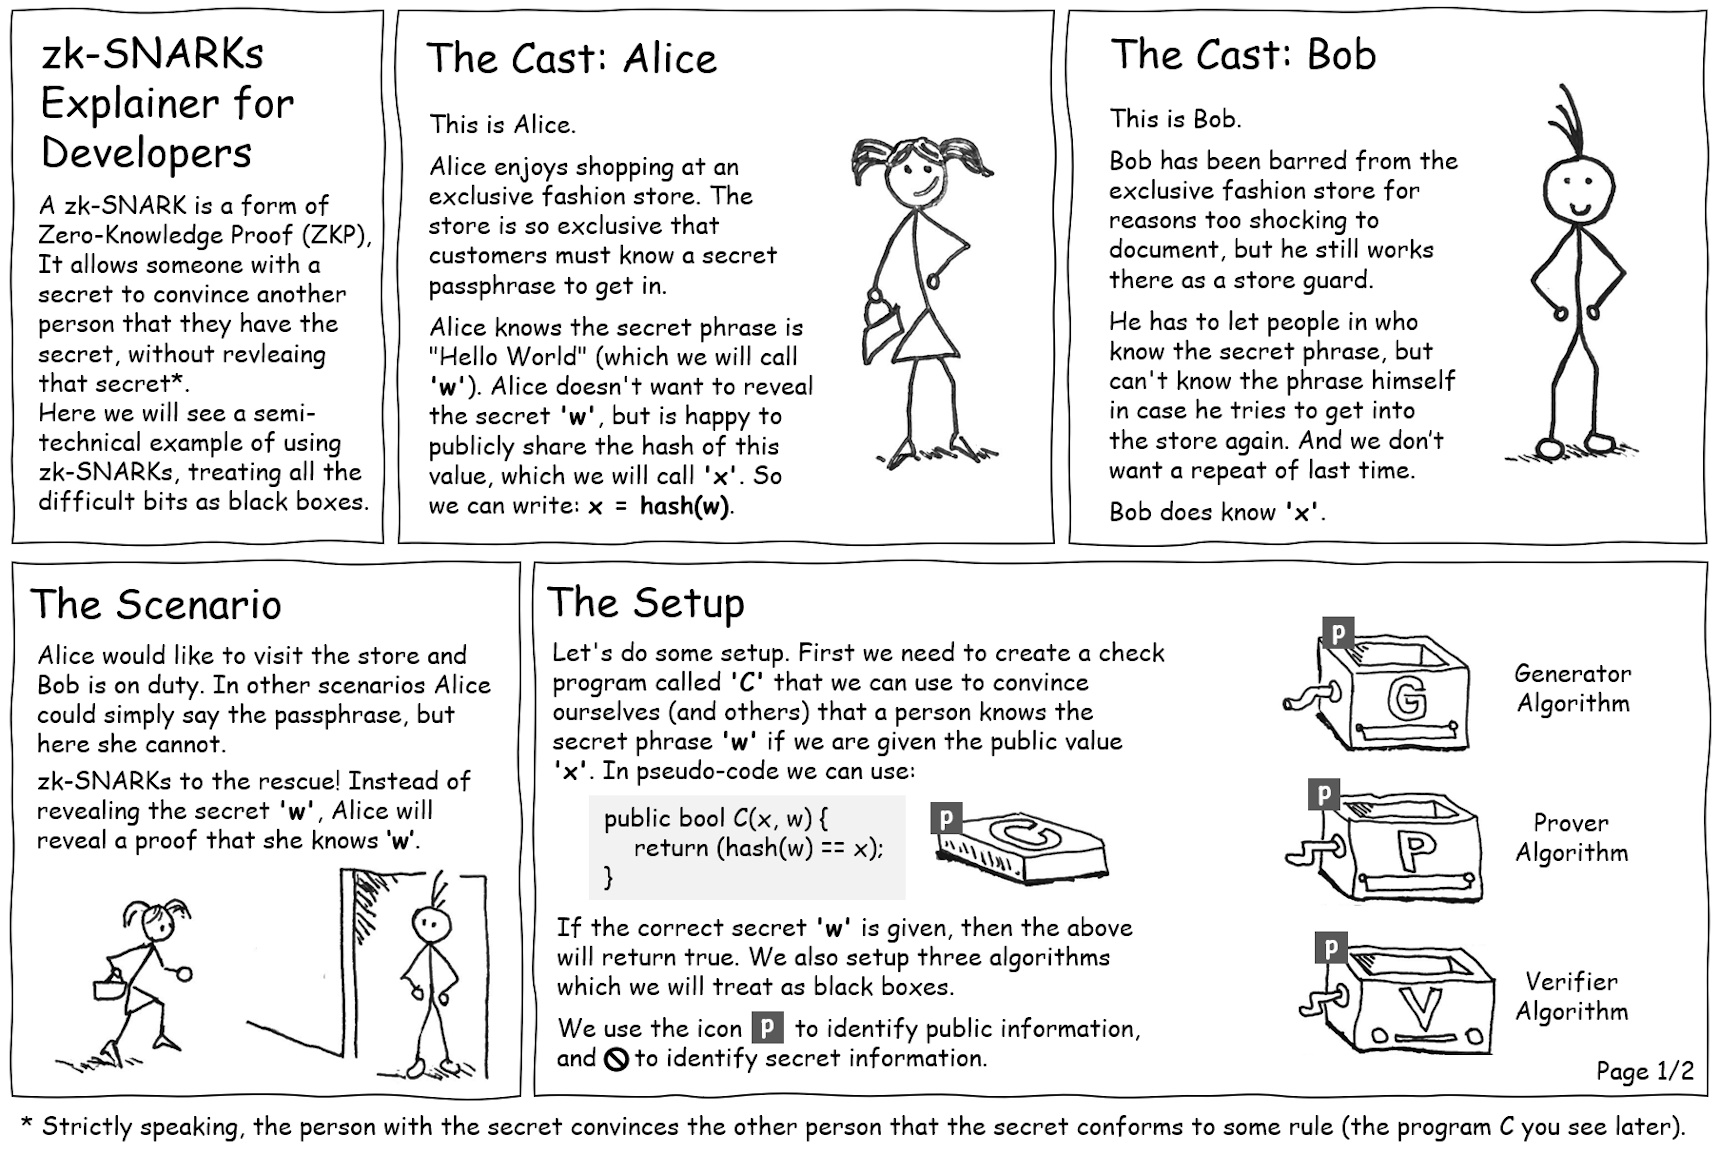 zk-SNARKs
Explainer for
Developers
A zk-SNARK is a form of
Zero-Knowledge Proof (ZKP),
It allows someone with a
secret to convince another
person that they have the
secret, without revleaing
that secret*.
Here we will see a semi-
technical example of using
zk-SNARKs, treating all the
difficult bits as black boxes.
The Cast: Alice
This is Alice.
Alice enjoys shopping at an
exclusive fashion store. The
store is so exclusive that
customers must know a secret
passphrase to get in.
Alice knows the secret phrase is
"Hello World" (which we will call
'w'). Alice doesn't want to reveal
the secret 'w', but is happy to
publicly share the hash of this
value, which we will call 'x'. So
we can write: x = hash(w).
The Cast: Bob
This is Bob.
Bob has been barred from the
exclusive fashion store for
reasons too shocking to
document, but he still works
there as a store guard.
He has to let people in who
know the secret phrase, but
can't know the phrase himself
in case he tries to get into
the store again. And we don’t
want a repeat of last time.
Bob does know 'x'.
The Scenario
Alice would like to visit the store and
Bob is on duty. In other scenarios Alice
could simply say the passphrase, but
here she cannot.
zk-SNARKs to the rescue! Instead of
revealing the secret 'w', Alice will
reveal a proof that she knows 'w'.
The Setup
Let's do some setup. First we need to create a check
program called 'C' that we can use to convince
ourselves (and others) that a person knows the
secret phrase 'w' if we are given the public value
'x'. In pseudo-code we can use:
public bool C(x, w) {
return (hash(w) == x);
}
p
C
If the correct secret 'w' is given, then the above
will return true. We also setup three algorithms
which we will treat as black boxes.
We use the icon p to identify public information,
and to identify secret information.
p
G
Generator
Algorithm
p
P
Prover
Algorithm
p
V
Verifier
Algorithm
Page 1/2
* Strictly speaking, the person with the secret convinces the other person that the secret conforms to some rule (the program C you see later).